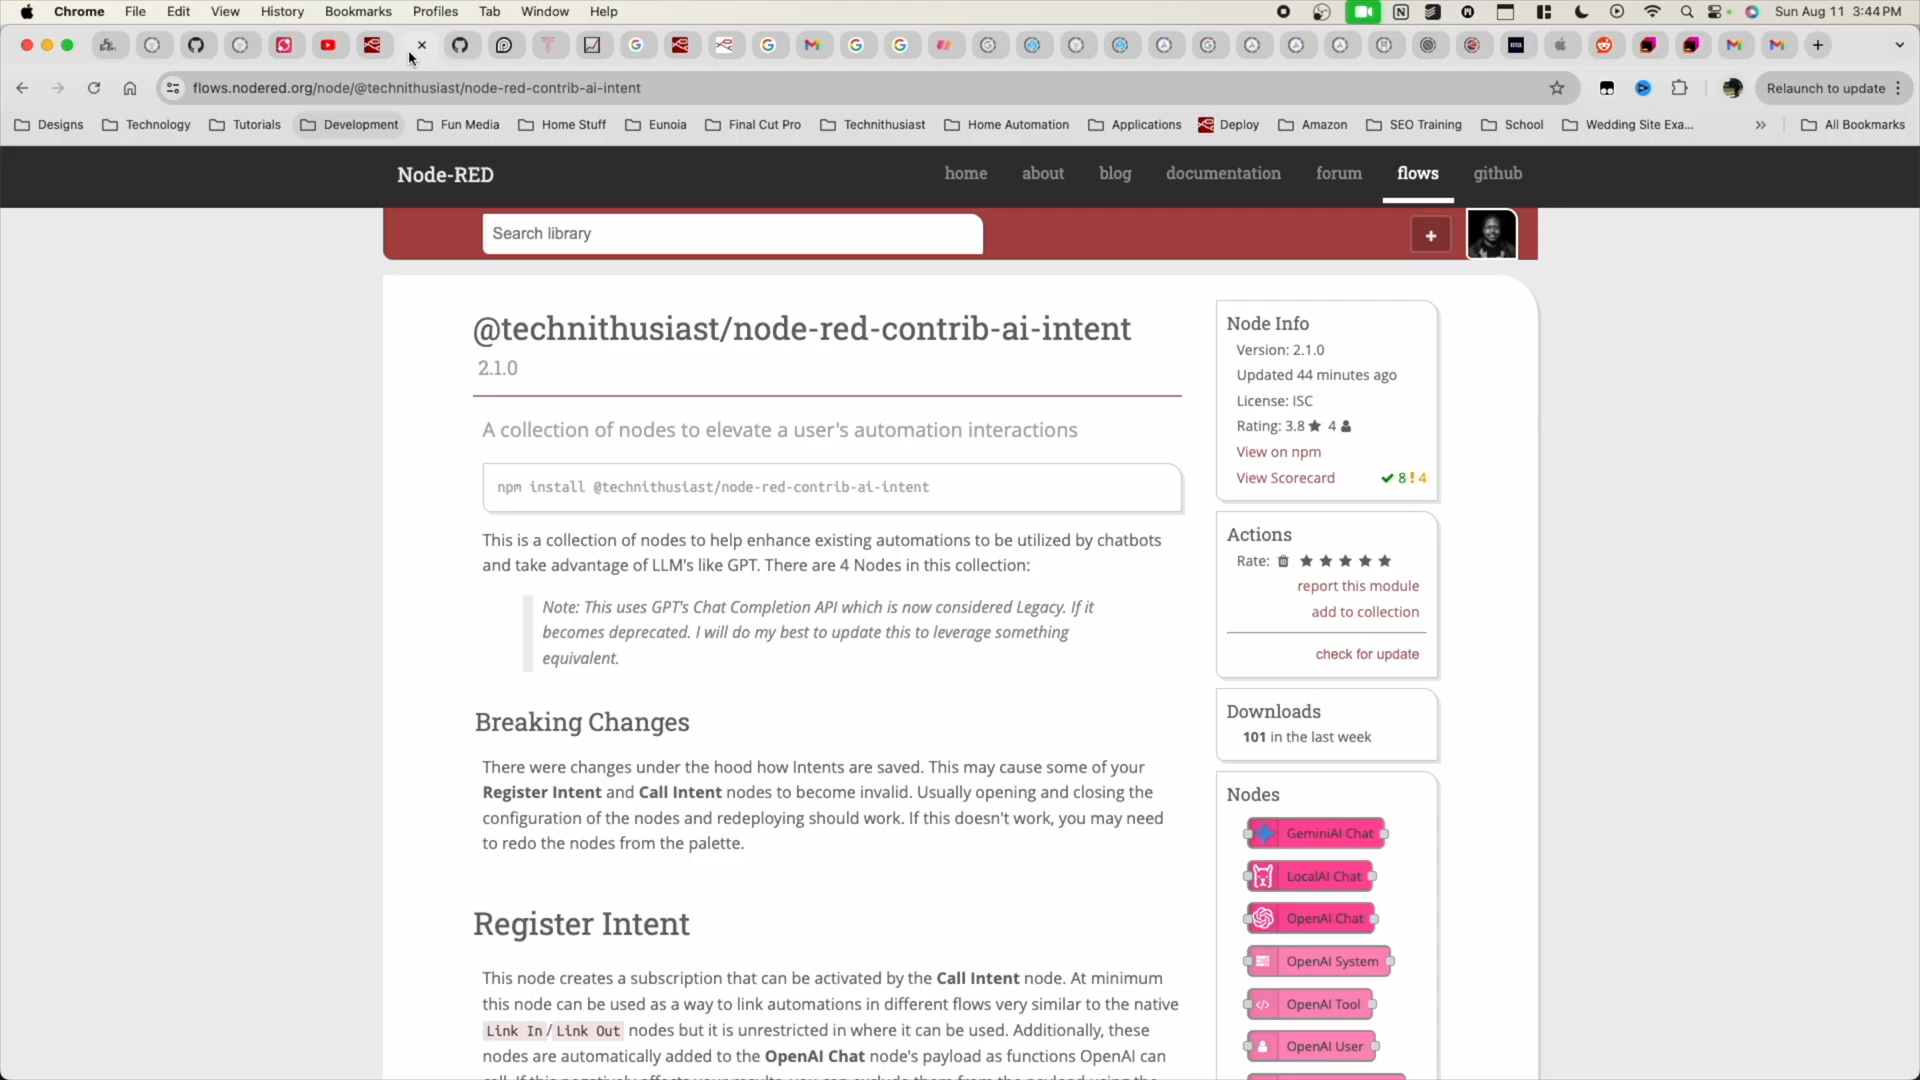 Chrome File Edit View History Bookmarks Profiles Tab Window Help Sun Aug 11 3:44 PM
flows.nodered.org/node/@technithusiast/node-red-contrib-ai-intent Relaunch to update
Designs Technology Tutorials Development Fun Media Home Stuff Eunoia Final Cut Pro Technithusiast Home Automation Applications Deploy Amazon SEO Training School Wedding Site Exa... » All Bookmarks
Node-RED home about blog documentation forum flows github
Search library +
@technithusiast/node-red-contrib-ai-intent
2.1.0
A collection of nodes to elevate a user's automation interactions
npm install @technithusiast/node-red-contrib-ai-intent
This is a collection of nodes to help enhance existing automations to be utilized by chatbots
and take advantage of LLM's like GPT. There are 4 Nodes in this collection:
Note: This uses GPT's Chat Completion API which is now considered Legacy. If it
becomes deprecated. I will do my best to update this to leverage something
equivalent.
Breaking Changes
There were changes under the hood how Intents are saved. This may cause some of your
Register Intent and Call Intent nodes to become invalid. Usually opening and closing the
configuration of the nodes and redeploying should work. If this doesn't work, you may need
to redo the nodes from the palette.
Register Intent
This node creates a subscription that can be activated by the Call Intent node. At minimum
this node can be used as a way to link automations in different flows very similar to the native
Link In/Link Out nodes but it is unrestricted in where it can be used. Additionally, these
nodes are automatically added to the OpenAI Chat node's payload as functions OpenAI can
Node Info
Version: 2.1.0
Updated 44 minutes ago
License: ISC
Rating: 3.8 ★ 4
View on npm
View Scorecard ✔ 8 ! 4
Actions
Rate: ★ ★ ★ ★ ★
report this module
add to collection
check for update
Downloads
101 in the last week
Nodes
GeminiAI Chat
LocalAI Chat
OpenAI Chat
OpenAI System
OpenAI Tool
OpenAI User